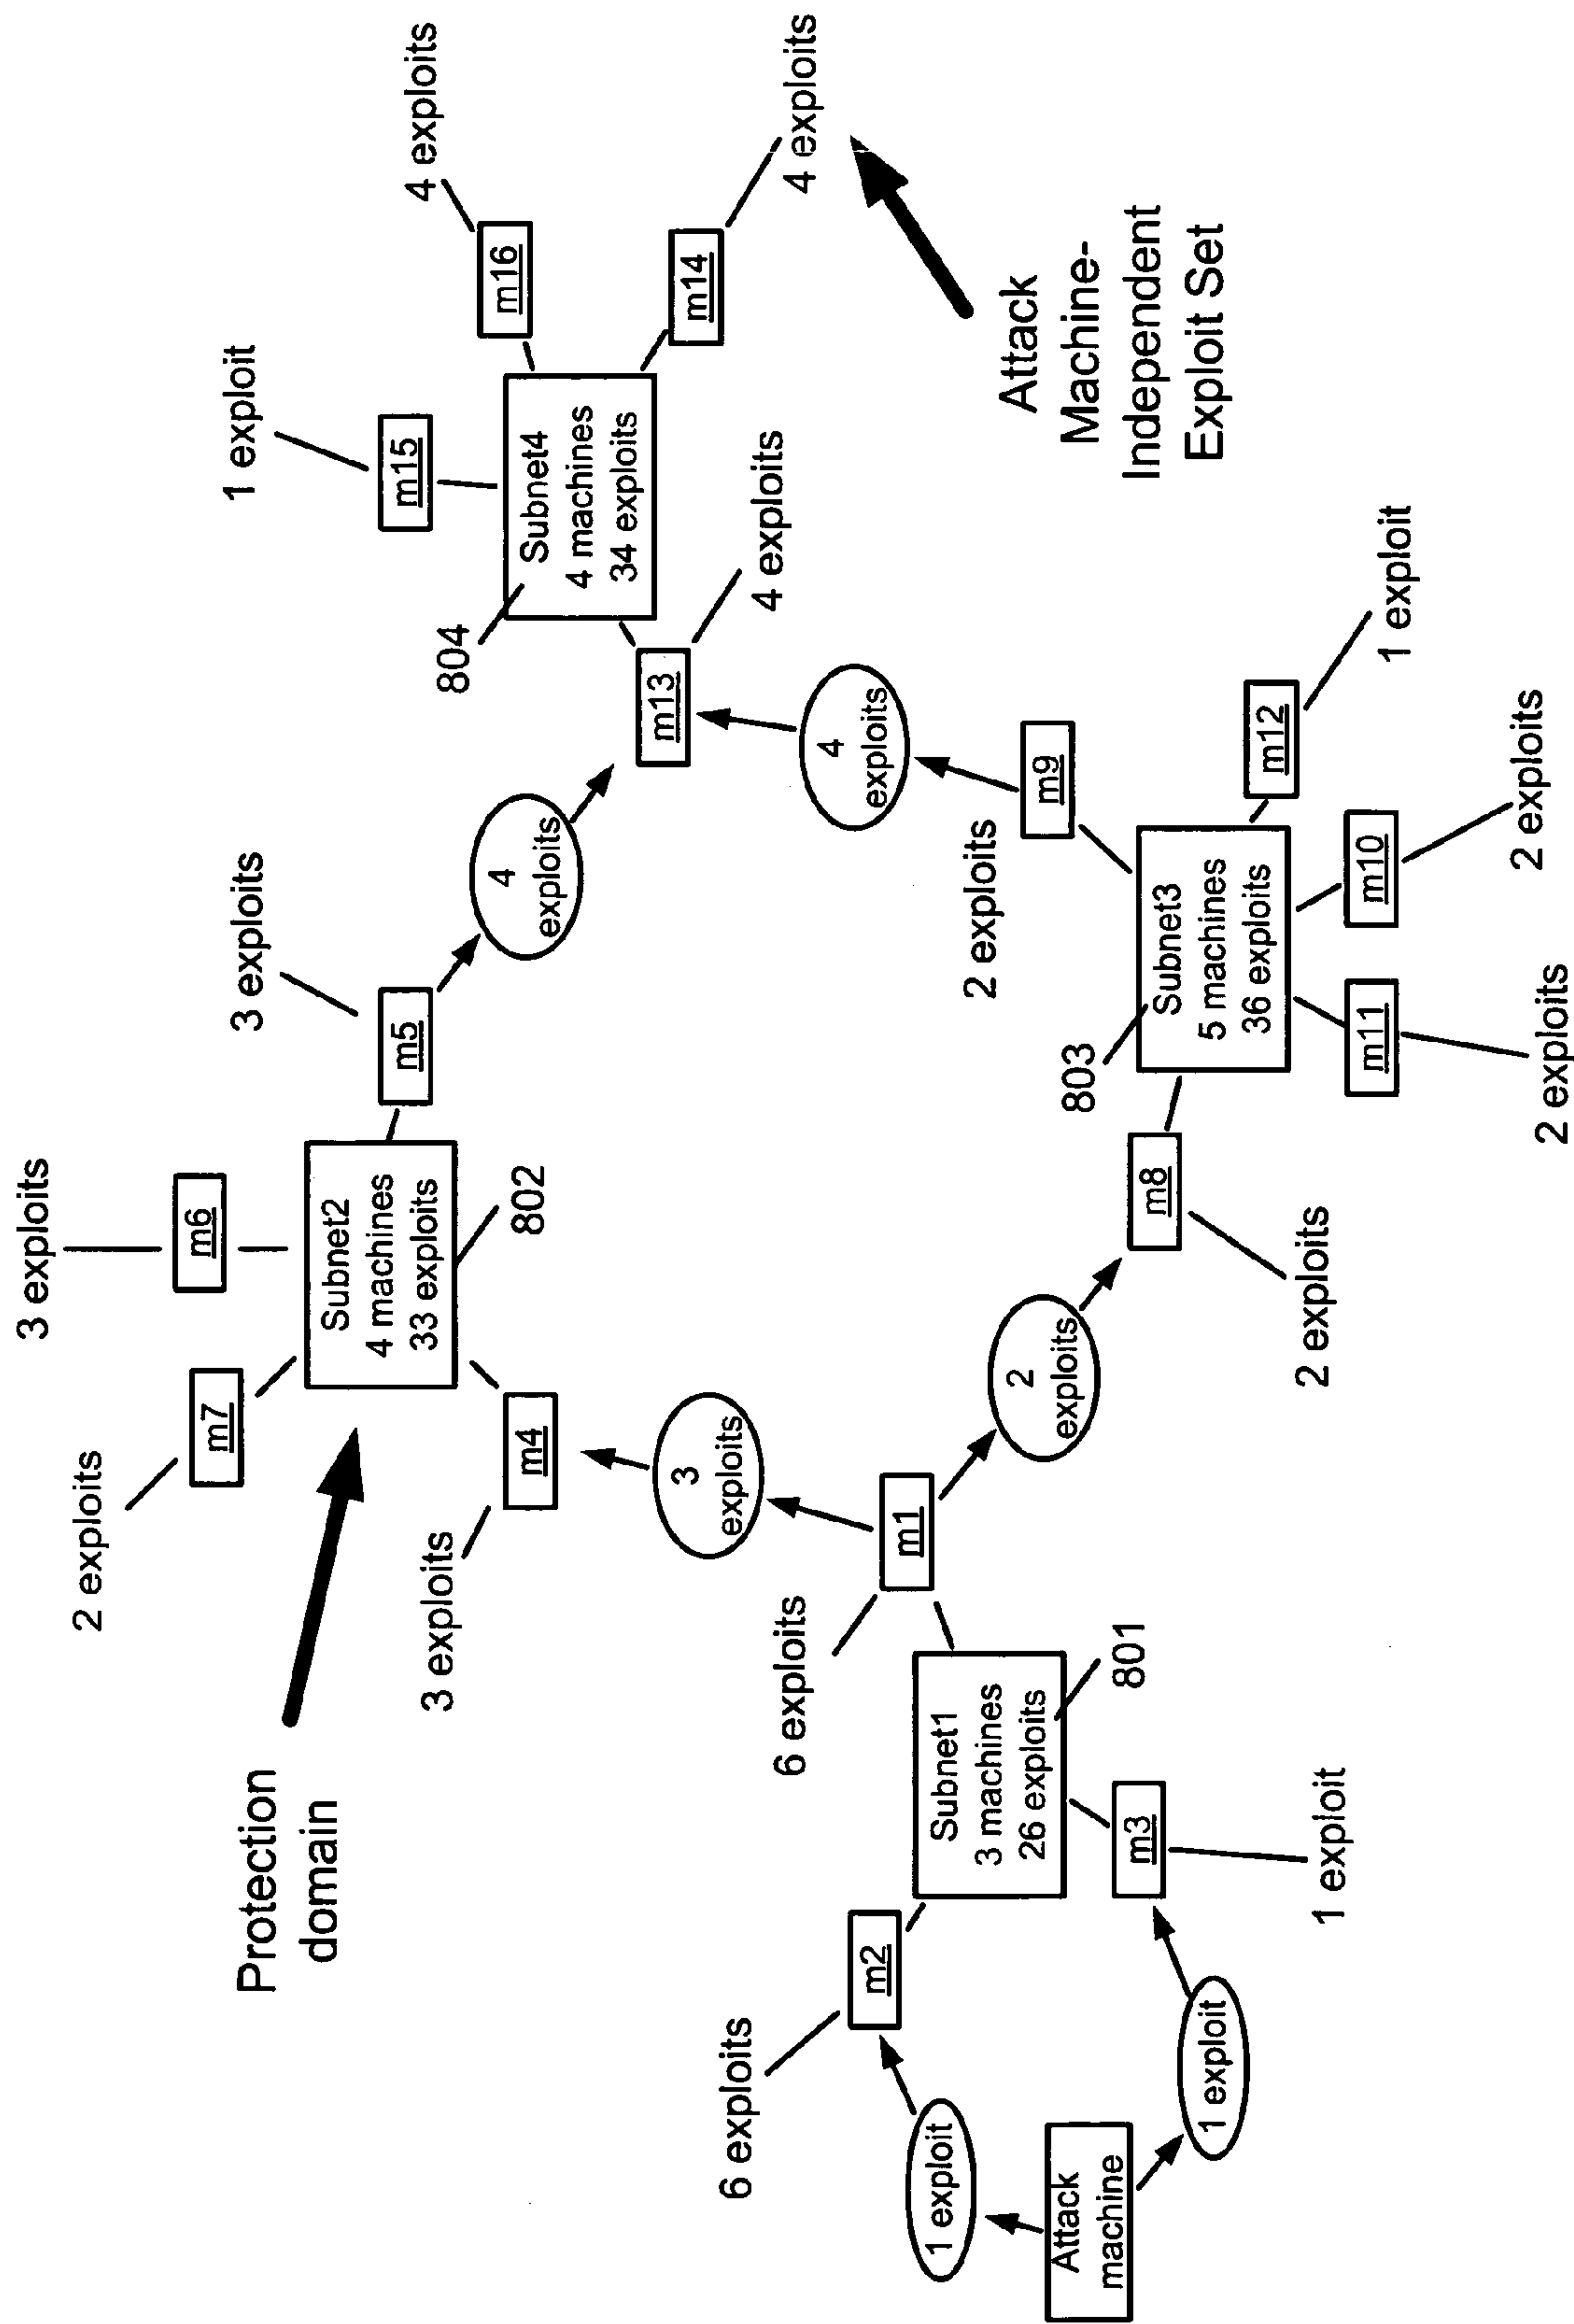 3 exploits
2 exploits
m6
m7
Protection
domain
Subnet2
4 machines
33 exploits
802
3 exploits
m4
3 exploits
m5
3
exploits
4
exploits
1 exploit
m15
4 exploits
m16
804
Subnet4
4 machines
34 exploits
m13
4 exploits
m14
4 exploits
Attack
Machine-
Independent
Exploit Set
6 exploits
m2
6 exploits
m1
1 exploit
Attack
machine
1 exploit
Subnet1
3 machines
26 exploits
801
m3
1 exploit
2
exploits
m8
2 exploits
4
exploits
2 exploits
m9
803
Subnet3
5 machines
36 exploits
m12
1 exploit
m11
2 exploits
m10
2 exploits